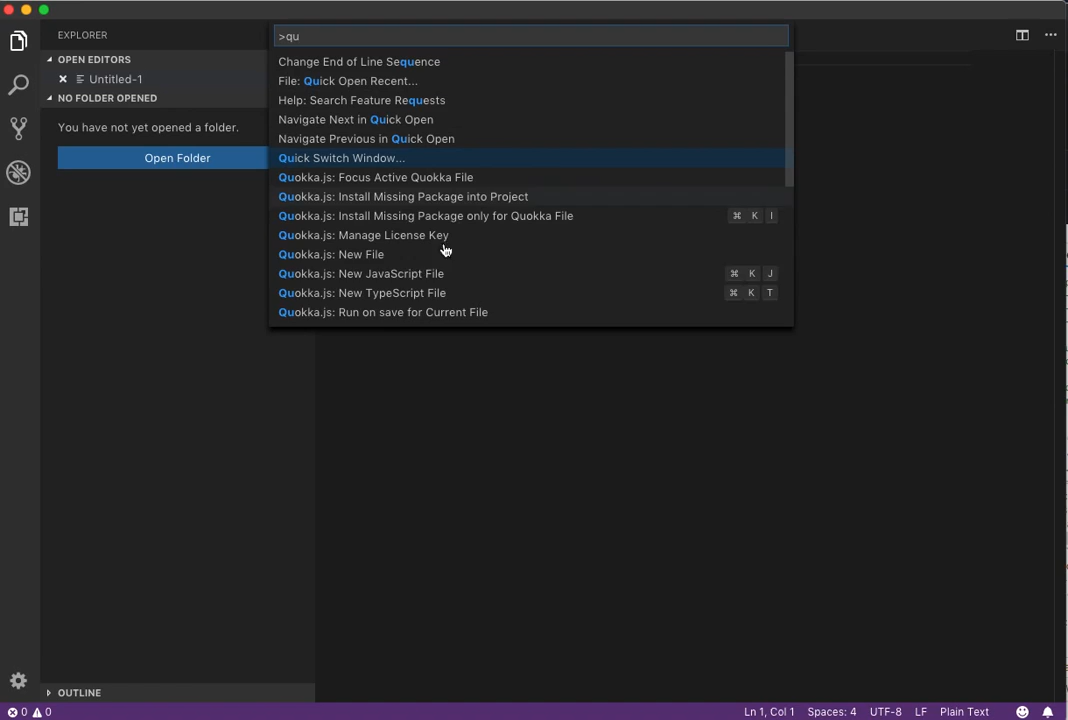 EXPLORER
OPEN EDITORS
Untitled-1
NO FOLDER OPENED
You have not yet opened a folder.
Open Folder
>qu
Change End of Line Sequence
File: Quick Open Recent...
Help: Search Feature Requests
Navigate Next in Quick Open
Navigate Previous in Quick Open
Quick Switch Window...
Quokka.js: Focus Active Quokka File
Quokka.js: Install Missing Package into Project
Quokka.js: Install Missing Package only for Quokka File ⌘ K I
Quokka.js: Manage License Key
Quokka.js: New File
Quokka.js: New JavaScript File ⌘ K J
Quokka.js: New TypeScript File ⌘ K T
Quokka.js: Run on save for Current File
OUTLINE
0 0 Ln 1, Col 1 Spaces: 4 UTF-8 LF Plain Text